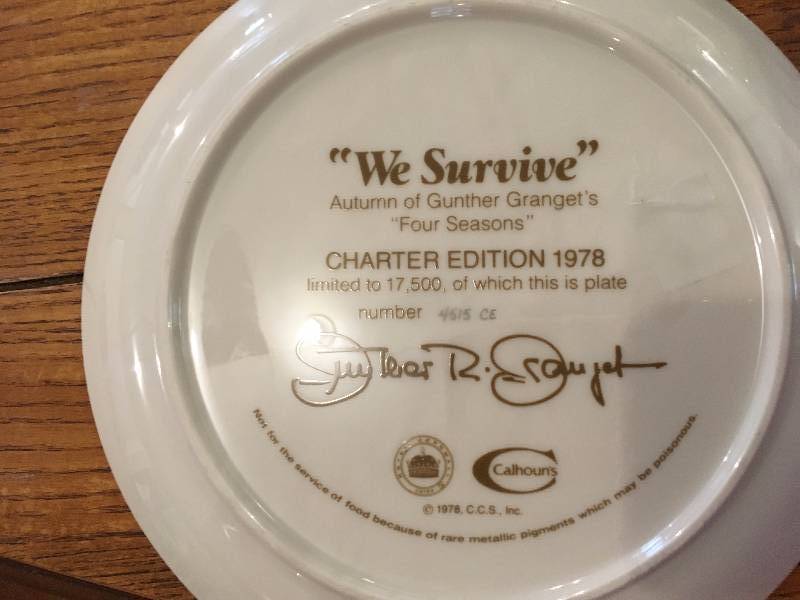 "We Survive"
Autumn of Gunther Granget's
"Four Seasons"
CHARTER EDITION 1978
limited to 17,500, of which this is plate
number 4515 CE
Gunther R. Granget
Calhoun's
© 1978, C.C.S., Inc.
Not for the service of food because of rare metallic pigments which may be poisonous.